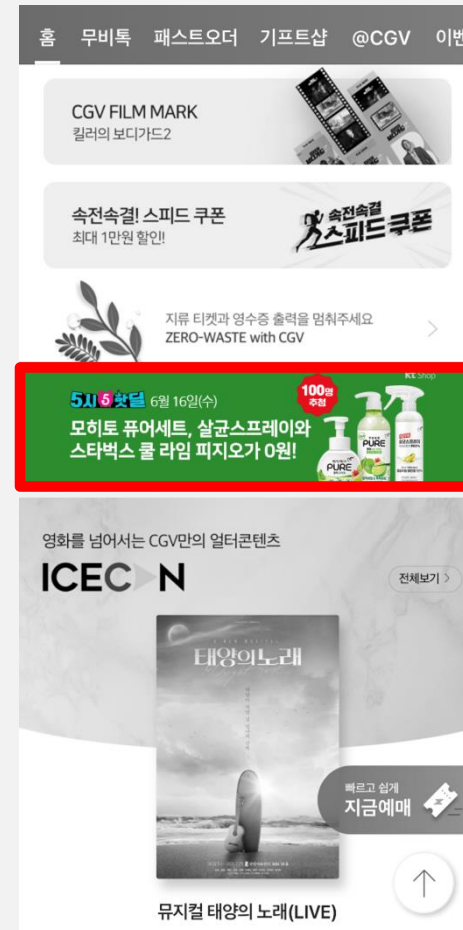 홈 무비톡 패스트오더 기프트샵 @CGV 이벤
CGV FILM MARK
킬러의 보디가드2
속전속결! 스피드 쿠폰
최대 1만원 할인!
속전속결
스피드쿠폰
지류 티켓과 영수증 출력을 멈춰주세요
ZERO-WASTE with CGV
kt Shop
5시 5 핫딜 6월 16일(수)
100명
추첨
모히토 퓨어세트, 살균스프레이와
스타벅스 쿨 라임 피지오가 0원!
PURE
PURE
영화를 넘어서는 CGV만의 얼터콘텐츠
ICECON
전체보기
태양의 노래
빠르고 쉽게
지금예매
뮤지컬 태양의 노래(LIVE)